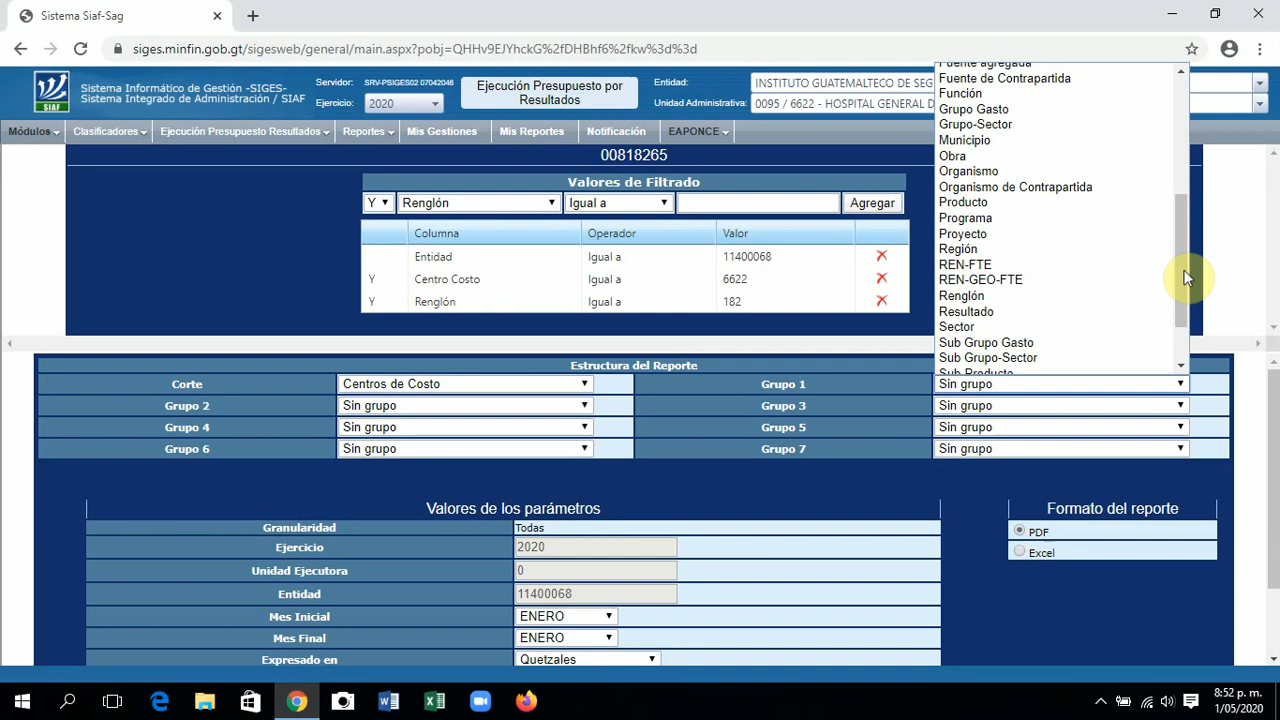 Sistema Siaf-Sag
siges.minfin.gob.gt/sigesweb/general/main.aspx?pobj=QHHv9EJYhckG%2fDHBhf6%2fkw%3d%3d
SIAF
Sistema Informático de Gestión -SIGES-
Sistema Integrado de Administración / SIAF
Servidor: SRV-PSIGES02 07042046
Ejercicio: 2020
Ejecución Presupuesto por Resultados
Entidad: INSTITUTO GUATEMALTECO DE SEG
Unidad Administrativa: 0095 / 6622 - HOSPITAL GENERAL D
Módulos Clasificadores Ejecución Presupuesto Resultados Reportes Mis Gestiones Mis Reportes Notificación EAPONCE
00818265
Valores de Filtrado
Y Renglón Igual a Agregar
Columna Operador Valor
Entidad Igual a 11400068
Y Centro Costo Igual a 6622
Y Renglón Igual a 182
Fuente agregada
Fuente de Contrapartida
Función
Grupo Gasto
Grupo-Sector
Municipio
Obra
Organismo
Organismo de Contrapartida
Producto
Programa
Proyecto
Región
REN-FTE
REN-GEO-FTE
Renglón
Resultado
Sector
Sub Grupo Gasto
Sub Grupo-Sector
Sub Producto
Estructura del Reporte
Corte Centros de Costo Grupo 1 Sin grupo
Grupo 2 Sin grupo Grupo 3 Sin grupo
Grupo 4 Sin grupo Grupo 5 Sin grupo
Grupo 6 Sin grupo Grupo 7 Sin grupo
Valores de los parámetros
Granularidad Todas
Ejercicio 2020
Unidad Ejecutora 0
Entidad 11400068
Mes Inicial ENERO
Mes Final ENERO
Expresado en Quetzales
Formato del reporte
PDF
Excel
8:52 p. m.
1/05/2020